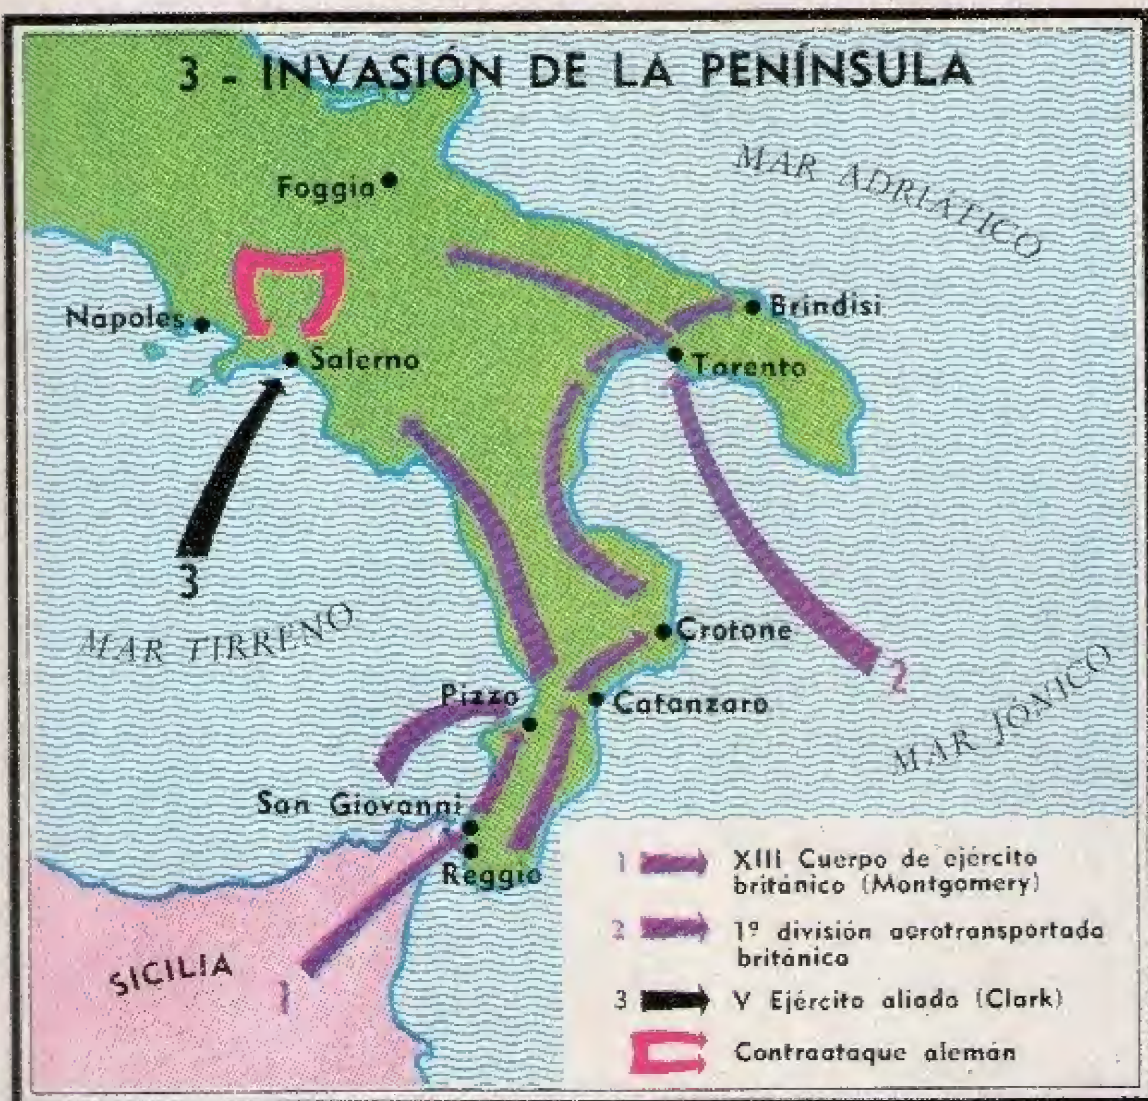 3 - INVASIÓN DE LA PENÍNSULA
MAR ADRIÁTICO
Foggia
Nápoles
Salerno
Brindisi
Tarento
3
MAR TIRRENO
Crotone
2
Pizzo
Catanzaro
MAR JÓNICO
San Giovanni
Reggio
SICILIA
1
1 XIII Cuerpo de ejército
británico (Montgomery)
2 1ª división aerotransportada
británica
3 V Ejército aliado (Clark)
Contraataque alemán